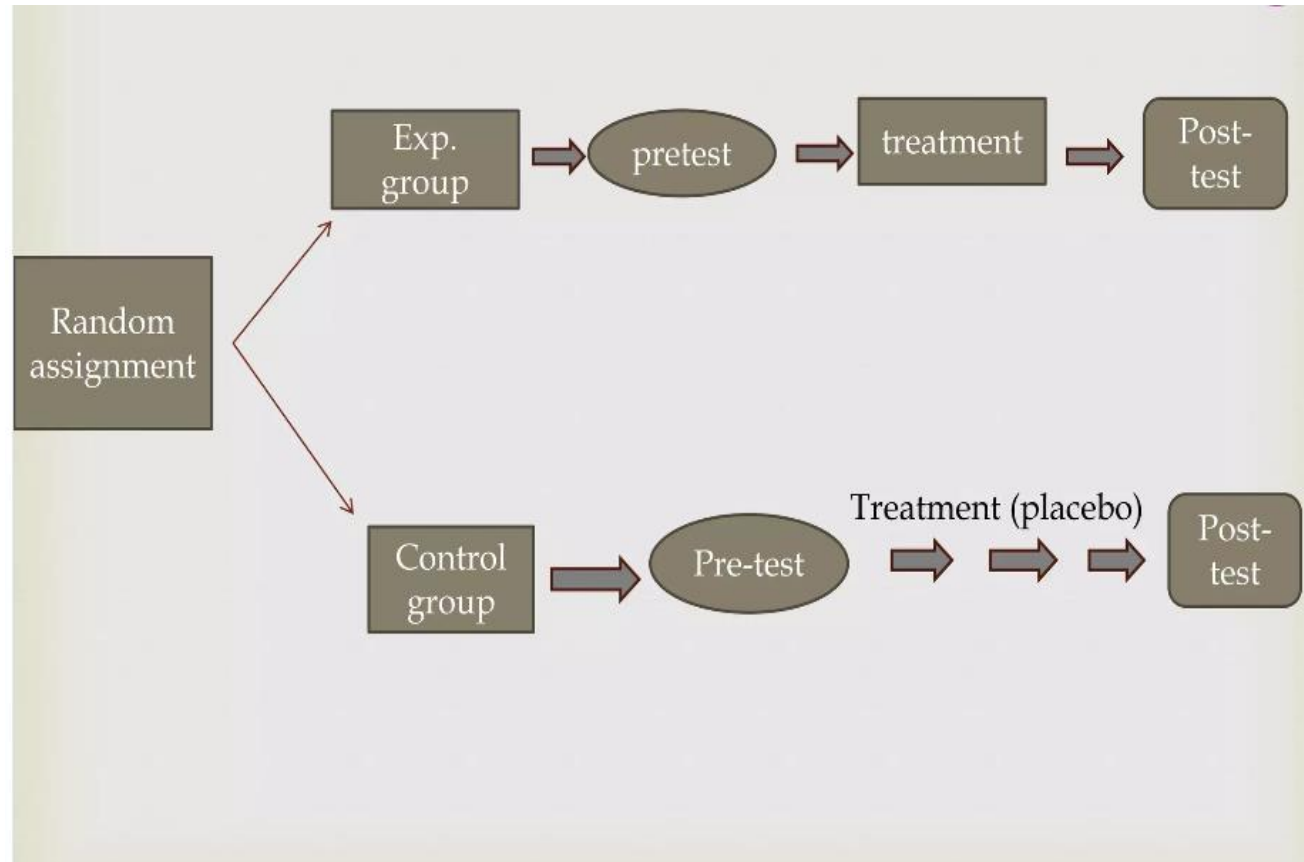 Exp.
group
pretest
treatment
Post-
test
Random
assignment
Control
group
Pre-test
Treatment (placebo)
Post-
test